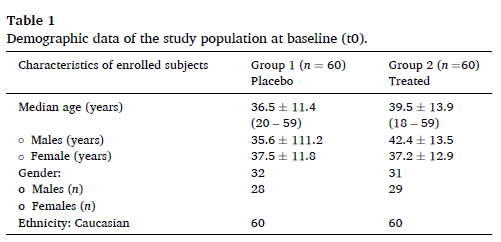 Table 1
Demographic data of the study population at baseline (t0).
Characteristics of enrolled subjects Group 1 (n = 60) Group 2 (n =60)
Placebo Treated
Median age (years) 36.5 ± 11.4 39.5 ± 13.9
(20 – 59) (18 – 59)
○ Males (years) 35.6 ± 111.2 42.4 ± 13.5
○ Female (years) 37.5 ± 11.8 37.2 ± 12.9
Gender: 32 31
o Males (n) 28 29
o Females (n)
Ethnicity: Caucasian 60 60